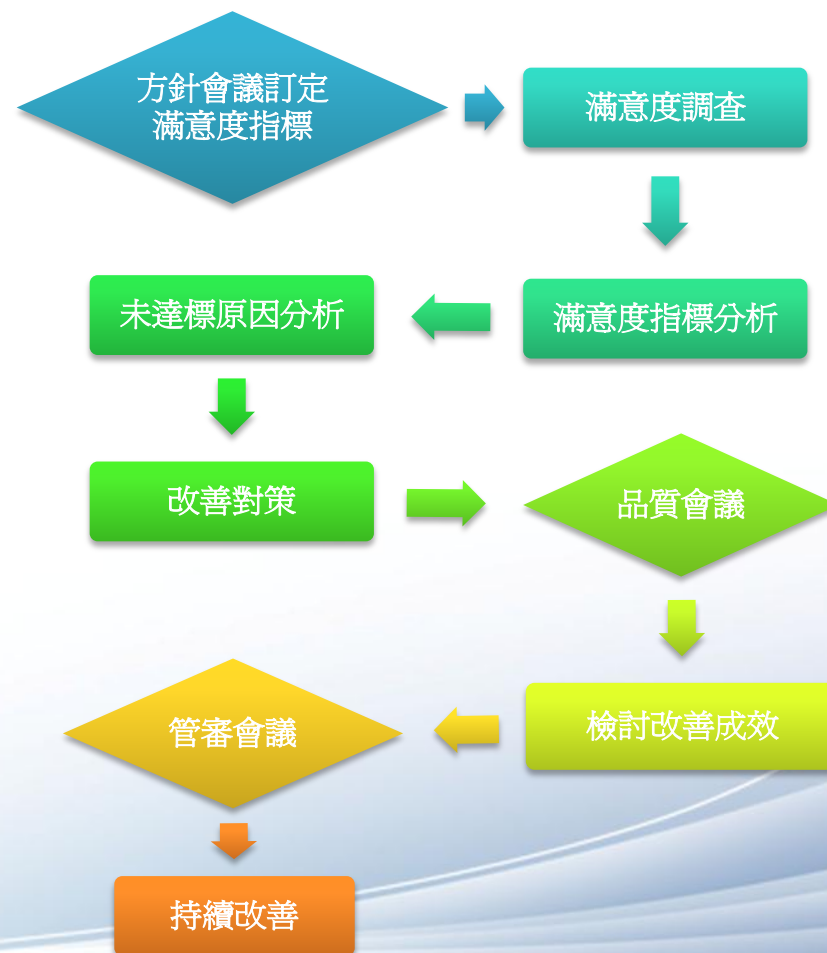 方針會議訂定
滿意度指標
滿意度調查
滿意度指標分析
未達標原因分析
改善對策
品質會議
檢討改善成效
管審會議
持續改善